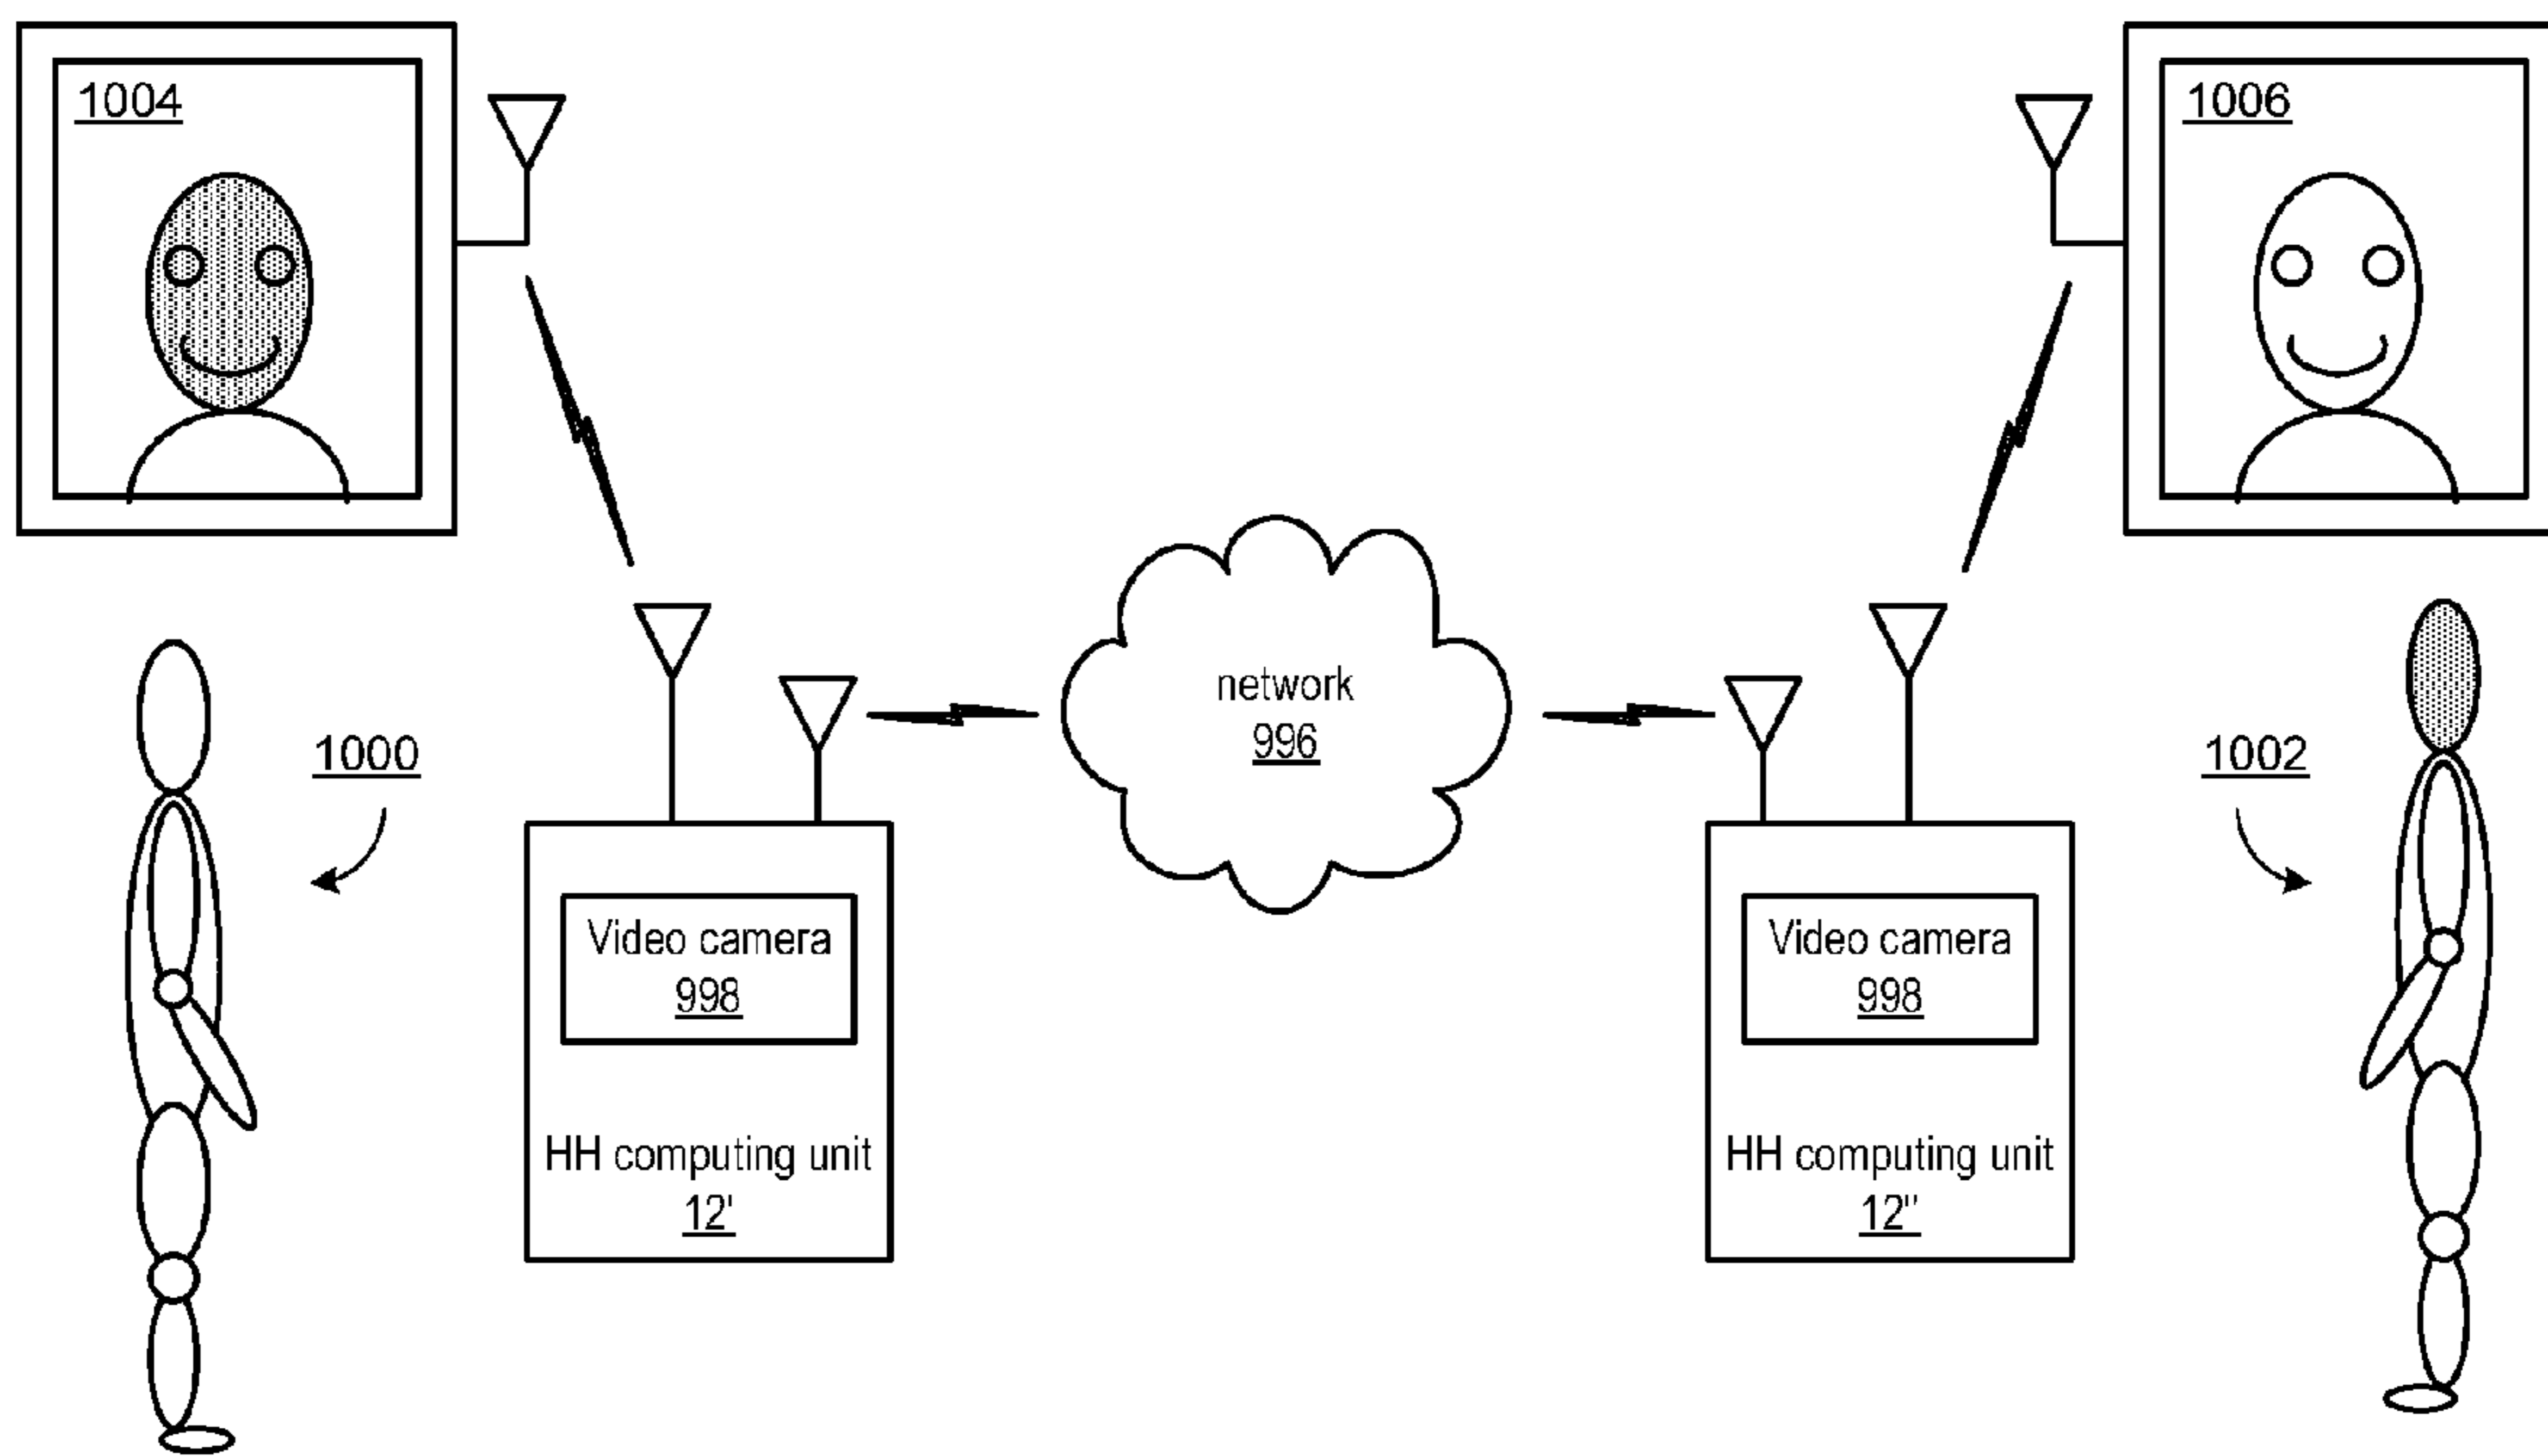 1004
1006
network
996
1000
1002
Video camera
998
Video camera
998
HH computing unit
12'
HH computing unit
12"